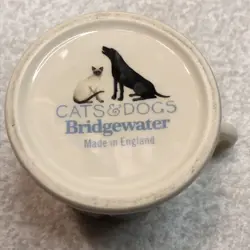 CATS & DOGS
Bridgewater
Made in England